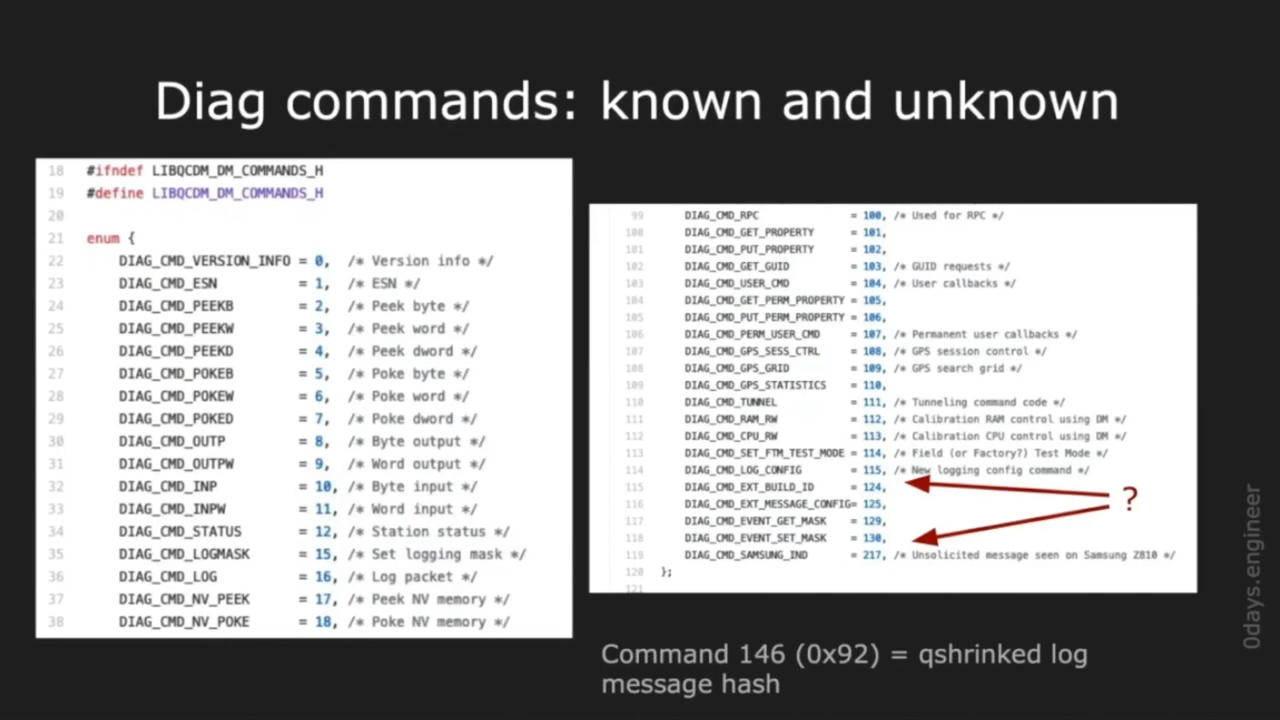 Diag commands: known and unknown
18 #ifndef LIBQCDM_DM_COMMANDS_H
19 #define LIBQCDM_DM_COMMANDS_H
20
21 enum {
22 DIAG_CMD_VERSION_INFO = 0, /* Version info */
23 DIAG_CMD_ESN = 1, /* ESN */
24 DIAG_CMD_PEEKB = 2, /* Peek byte */
25 DIAG_CMD_PEEKW = 3, /* Peek word */
26 DIAG_CMD_PEEKD = 4, /* Peek dword */
27 DIAG_CMD_POKEB = 5, /* Poke byte */
28 DIAG_CMD_POKEW = 6, /* Poke word */
29 DIAG_CMD_POKED = 7, /* Poke dword */
30 DIAG_CMD_OUTP = 8, /* Byte output */
31 DIAG_CMD_OUTPW = 9, /* Word output */
32 DIAG_CMD_INP = 10, /* Byte input */
33 DIAG_CMD_INPW = 11, /* Word input */
34 DIAG_CMD_STATUS = 12, /* Station status */
35 DIAG_CMD_LOGMASK = 15, /* Set logging mask */
36 DIAG_CMD_LOG = 16, /* Log packet */
37 DIAG_CMD_NV_PEEK = 17, /* Peek NV memory */
38 DIAG_CMD_NV_POKE = 18, /* Poke NV memory */
99 DIAG_CMD_RPC = 100, /* Used for RPC */
100 DIAG_CMD_GET_PROPERTY = 101,
101 DIAG_CMD_PUT_PROPERTY = 102,
102 DIAG_CMD_GET_GUID = 103, /* GUID requests */
103 DIAG_CMD_USER_CMD = 104, /* User callbacks */
104 DIAG_CMD_GET_PERM_PROPERTY = 105,
105 DIAG_CMD_PUT_PERM_PROPERTY = 106,
106 DIAG_CMD_PERM_USER_CMD = 107, /* Permanent user callbacks */
107 DIAG_CMD_GPS_SESS_CTRL = 108, /* GPS session control */
108 DIAG_CMD_GPS_GRID = 109, /* GPS search grid */
109 DIAG_CMD_GPS_STATISTICS = 110,
110 DIAG_CMD_TUNNEL = 111, /* Tunneling command code */
111 DIAG_CMD_RAM_RW = 112, /* Calibration RAM control using DM */
112 DIAG_CMD_CPU_RW = 113, /* Calibration CPU control using DM */
113 DIAG_CMD_SET_FTM_TEST_MODE = 114, /* Field (or Factory?) Test Mode */
114 DIAG_CMD_LOG_CONFIG = 115, /* New logging config command */
115 DIAG_CMD_EXT_BUILD_ID = 124,
116 DIAG_CMD_EXT_MESSAGE_CONFIG= 125,
117 DIAG_CMD_EVENT_GET_MASK = 129,
118 DIAG_CMD_EVENT_SET_MASK = 130,
119 DIAG_CMD_SAMSUNG_IND = 217, /* Unsolicited message seen on Samsung Z810 */
120 };
121
?
Command 146 (0x92) = qshrinked log
message hash
0days.engineer